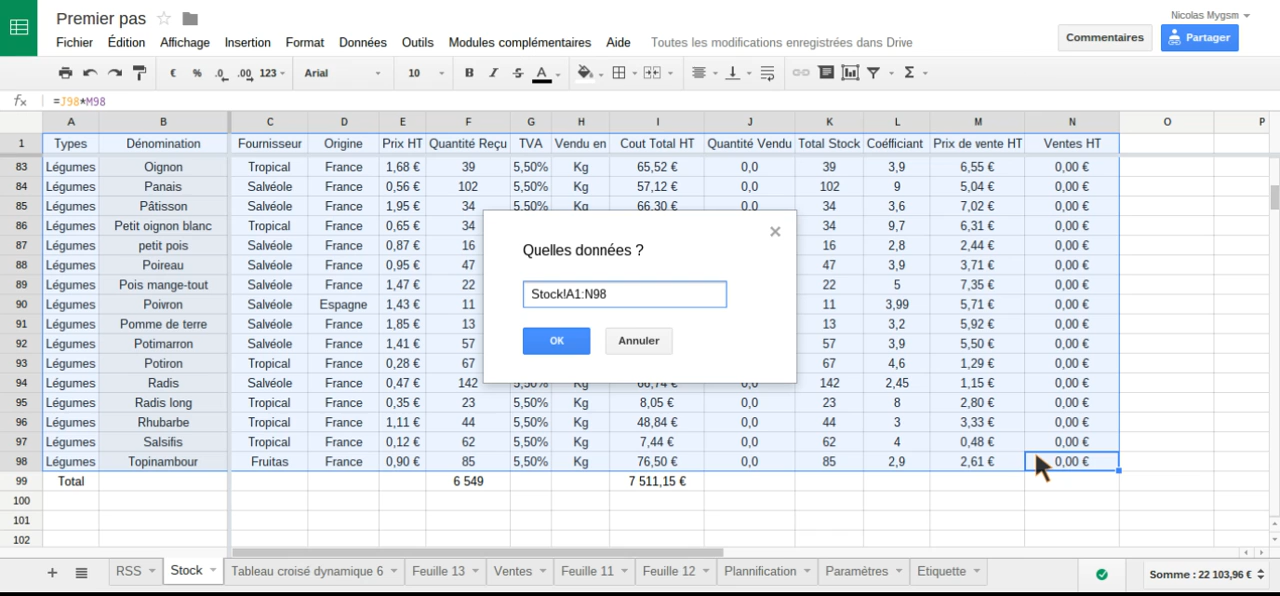 Premier pas
Nicolas Mygsm
Fichier Édition Affichage Insertion Format Données Outils Modules complémentaires Aide Toutes les modifications enregistrées dans Drive
Commentaires Partager
€ % .0 .00 123 Arial 10 B I S A Σ
fx =J98*M98
A B C D E F G H I J K L M N O P
1 Types Dénomination Fournisseur Origine Prix HT Quantité Reçu TVA Vendu en Cout Total HT Quantité Vendu Total Stock Coéfficiant Prix de vente HT Ventes HT
83 Légumes Oignon Tropical France 1,68 € 39 5,50% Kg 65,52 € 0,0 39 3,9 6,55 € 0,00 €
84 Légumes Panais Salvéole France 0,56 € 102 5,50% Kg 57,12 € 0,0 102 9 5,04 € 0,00 €
85 Légumes Pâtisson Salvéole France 1,95 € 34 5,50% Kg 66,30 € 0,0 34 3,6 7,02 € 0,00 €
86 Légumes Petit oignon blanc Tropical France 0,65 € 34 34 9,7 6,31 € 0,00 €
87 Légumes petit pois Salvéole France 0,87 € 16 16 2,8 2,44 € 0,00 €
88 Légumes Poireau Salvéole France 0,95 € 47 47 3,9 3,71 € 0,00 €
89 Légumes Pois mange-tout Salvéole France 1,47 € 22 22 5 7,35 € 0,00 €
90 Légumes Poivron Salvéole Espagne 1,43 € 11 11 3,99 5,71 € 0,00 €
91 Légumes Pomme de terre Salvéole France 1,85 € 13 13 3,2 5,92 € 0,00 €
92 Légumes Potimarron Salvéole France 1,41 € 57 57 3,9 5,50 € 0,00 €
93 Légumes Potiron Tropical France 0,28 € 67 67 4,6 1,29 € 0,00 €
94 Légumes Radis Salvéole France 0,47 € 142 5,50% Kg 66,74 € 0,0 142 2,45 1,15 € 0,00 €
95 Légumes Radis long Tropical France 0,35 € 23 5,50% Kg 8,05 € 0,0 23 8 2,80 € 0,00 €
96 Légumes Rhubarbe Tropical France 1,11 € 44 5,50% Kg 48,84 € 0,0 44 3 3,33 € 0,00 €
97 Légumes Salsifis Tropical France 0,12 € 62 5,50% Kg 7,44 € 0,0 62 4 0,48 € 0,00 €
98 Légumes Topinambour Fruitas France 0,90 € 85 5,50% Kg 76,50 € 0,0 85 2,9 2,61 € 0,00 €
99 Total 6 549 7 511,15 €
100
101
102
Quelles données ?
Stock!A1:N98
OK Annuler
RSS Stock Tableau croisé dynamique 6 Feuille 13 Ventes Feuille 11 Feuille 12 Plannification Paramètres Etiquette Somme : 22 103,96 €